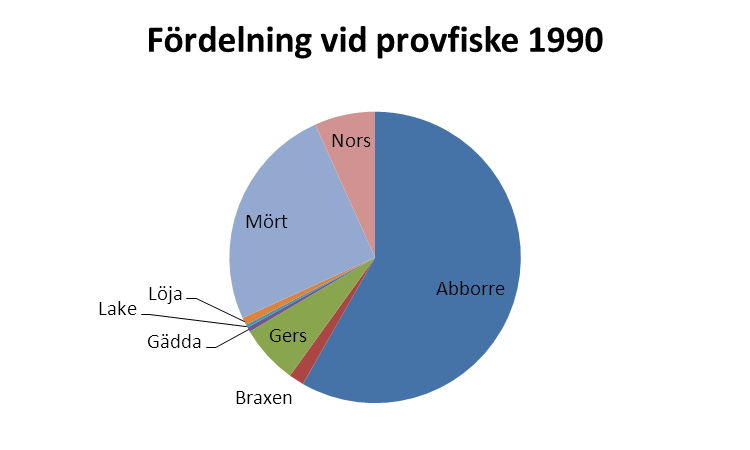 Fördelning vid provfiske 1990
Nors
Mört
Abborre
Löja
Lake
Gädda
Gers
Braxen